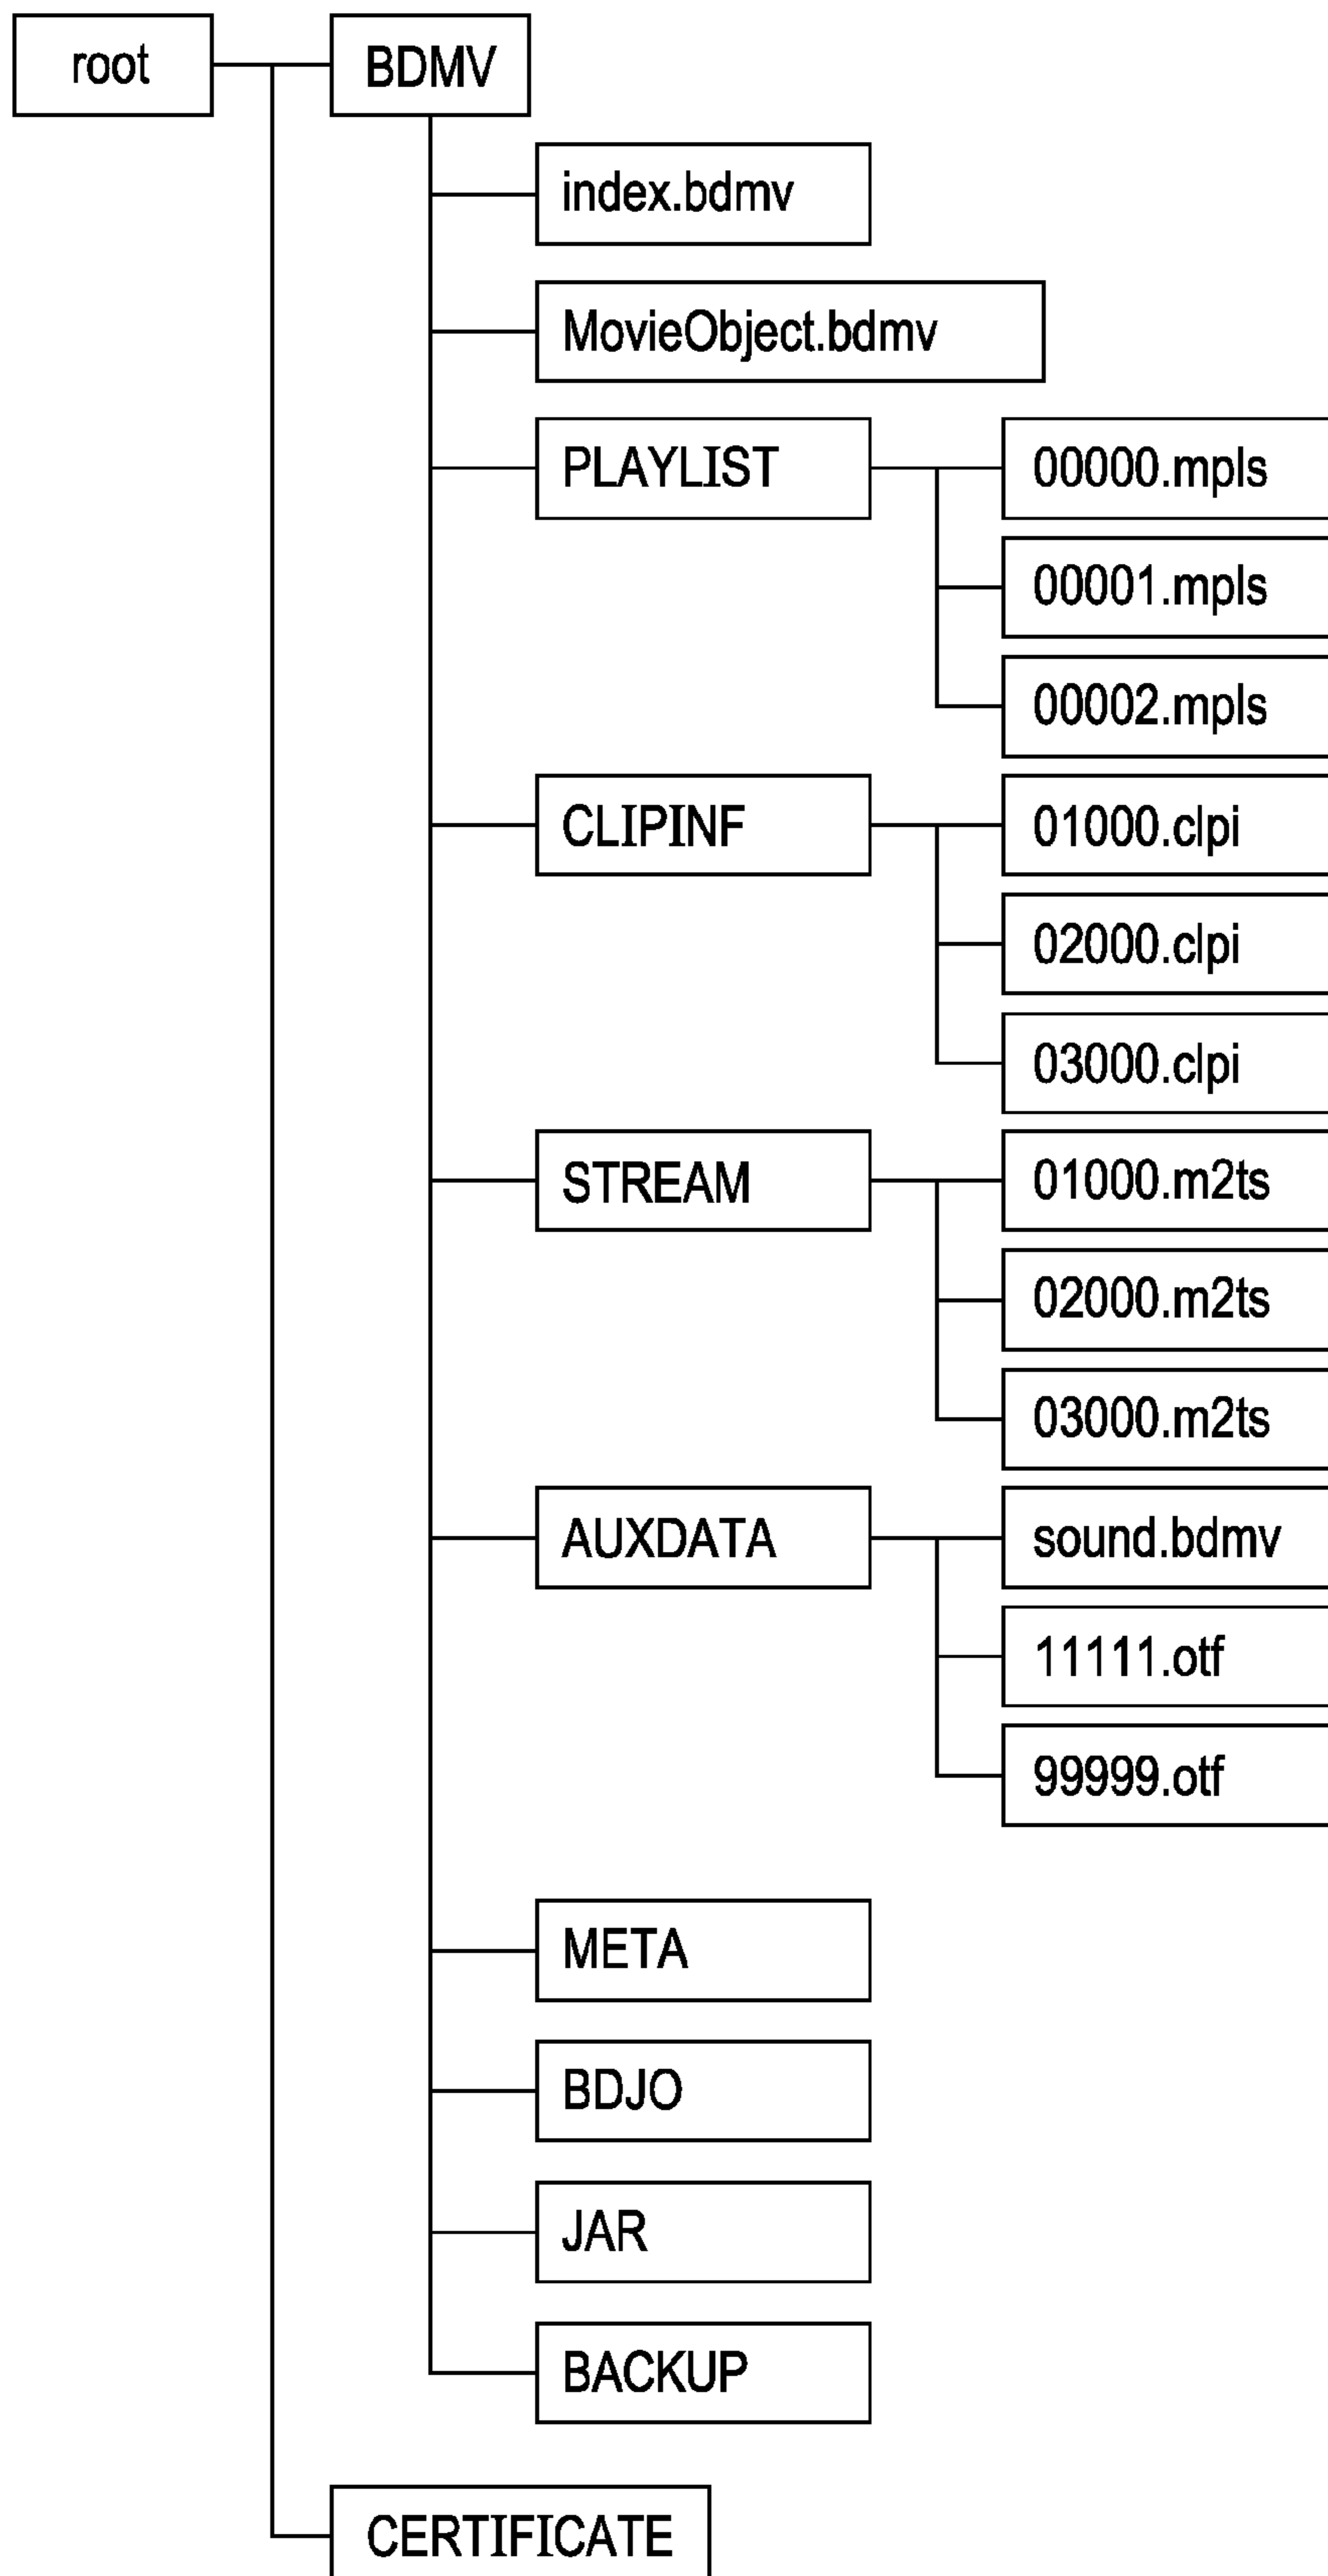 root
BDMV
index.bdmv
MovieObject.bdmv
PLAYLIST
00000.mpls
00001.mpls
00002.mpls
CLIPINF
01000.clpi
02000.clpi
03000.clpi
STREAM
01000.m2ts
02000.m2ts
03000.m2ts
AUXDATA
sound.bdmv
11111.otf
99999.otf
META
BDJO
JAR
BACKUP
CERTIFICATE